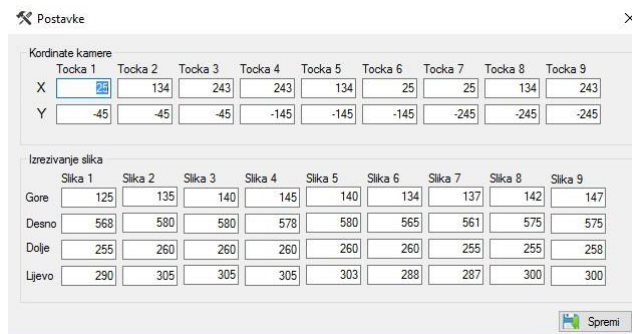 Postavke
Kordinate kamere
Tocka 1 Tocka 2 Tocka 3 Tocka 4 Tocka 5 Tocka 6 Tocka 7 Tocka 8 Tocka 9
X 25 134 243 243 134 25 25 134 243
Y -45 -45 -45 -145 -145 -145 -245 -245 -245
Izrezivanje slika
Slika 1 Slika 2 Slika 3 Slika 4 Slika 5 Slika 6 Slika 7 Slika 8 Slika 9
Gore 125 135 140 145 140 134 137 142 147
Desno 568 580 580 578 580 565 561 575 575
Dolje 255 260 260 260 260 260 255 255 258
Lijevo 290 305 305 305 303 288 287 300 300
Spremi